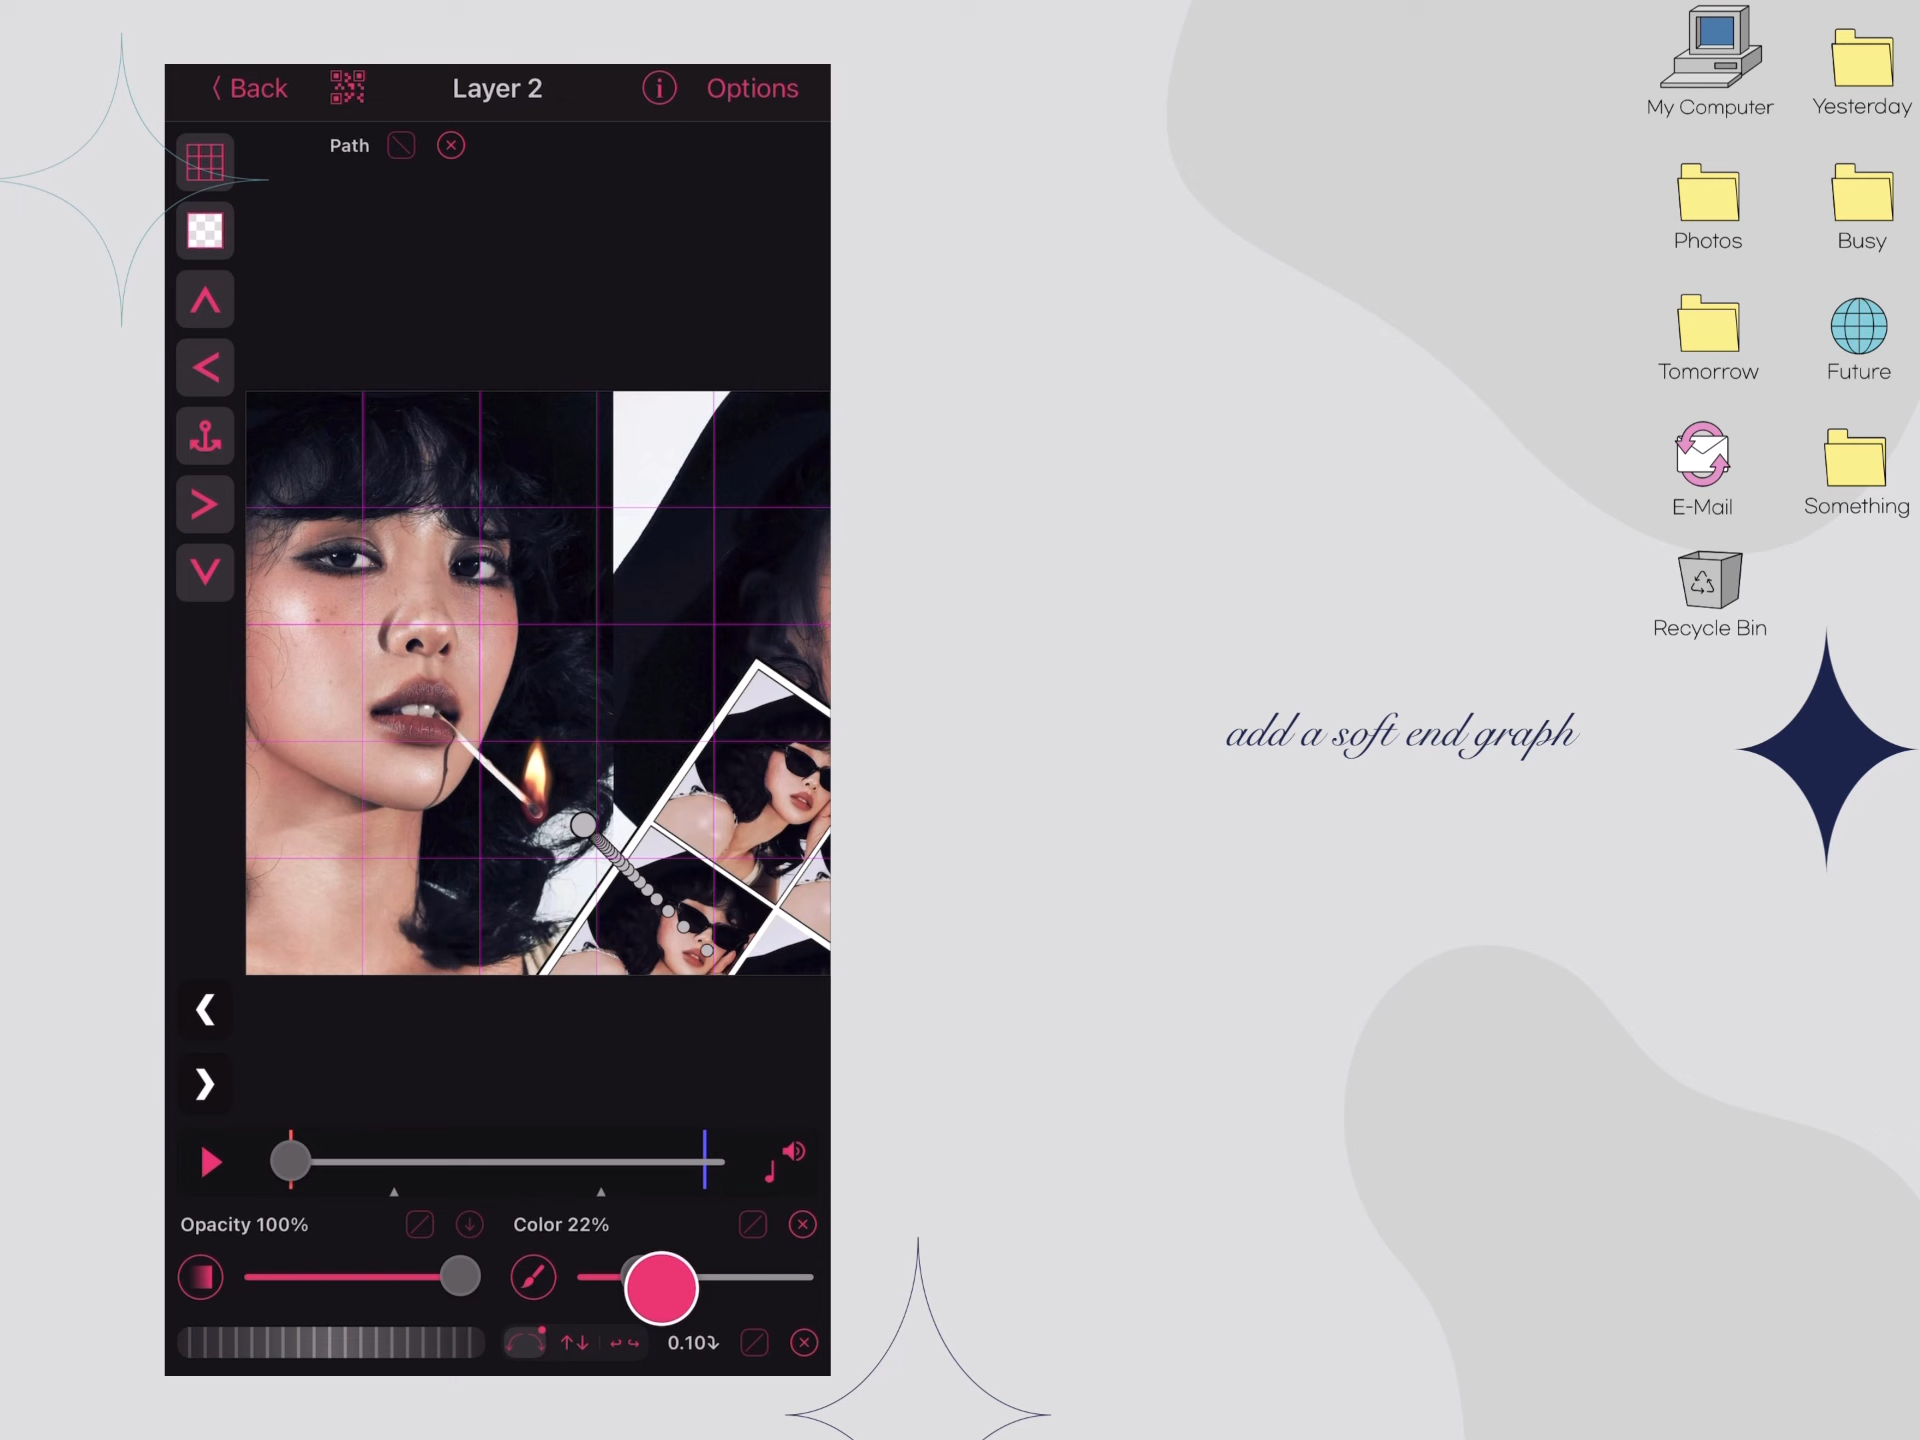 Back
Layer 2
Options
Path
Opacity 100%
Color 22%
0.10
My Computer
Yesterday
Photos
Busy
Tomorrow
Future
E-Mail
Something
Recycle Bin
add a soft end graph